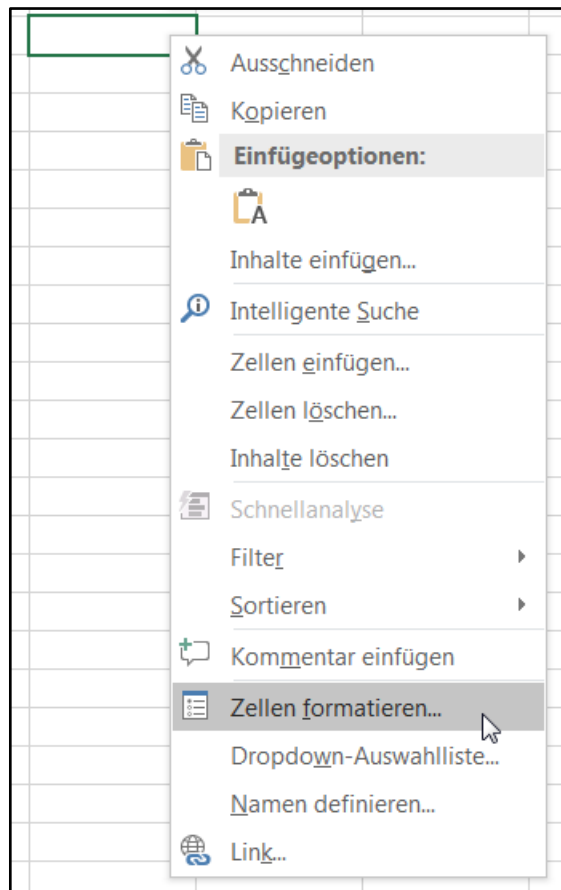 Ausschneiden
Kopieren
Einfügeoptionen:
A
Inhalte einfügen...
Intelligente Suche
Zellen einfügen...
Zellen löschen...
Inhalte löschen
Schnellanalyse
Filter
Sortieren
Kommentar einfügen
Zellen formatieren...
Dropdown-Auswahlliste...
Namen definieren...
Link...